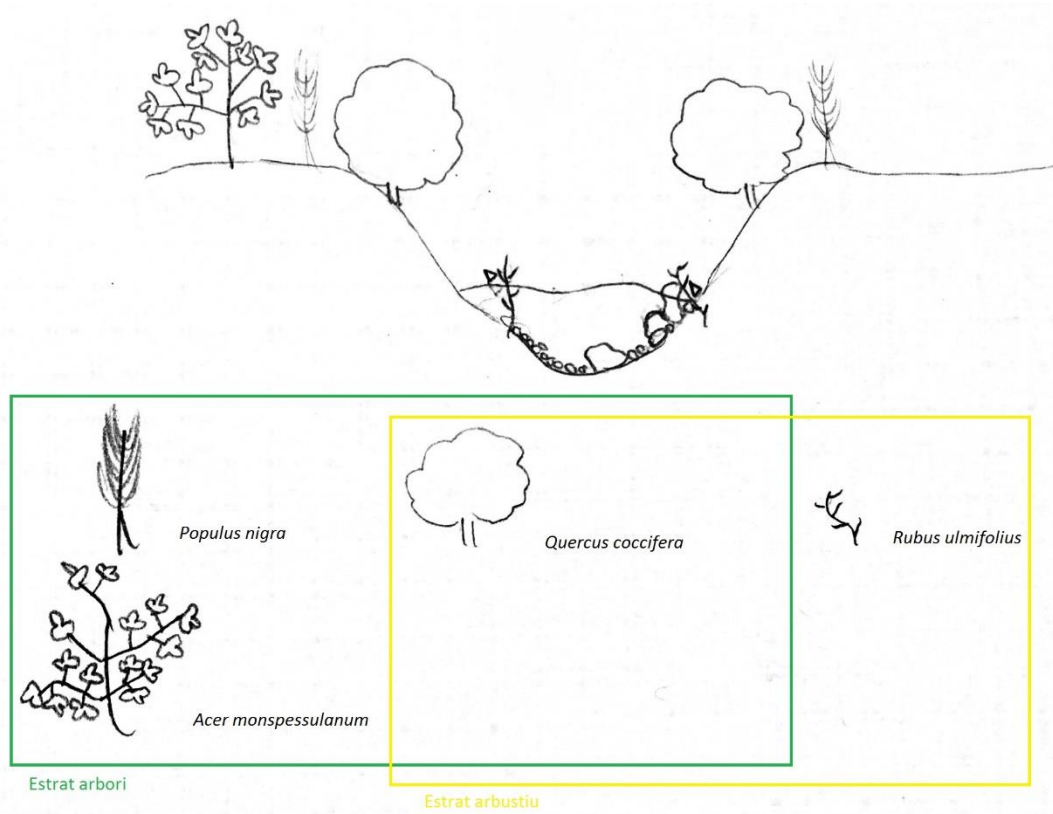 Populus nigra
Quercus coccifera
Rubus ulmifolius
Acer monspessulanum
Estrat arbori
Estrat arbustiu